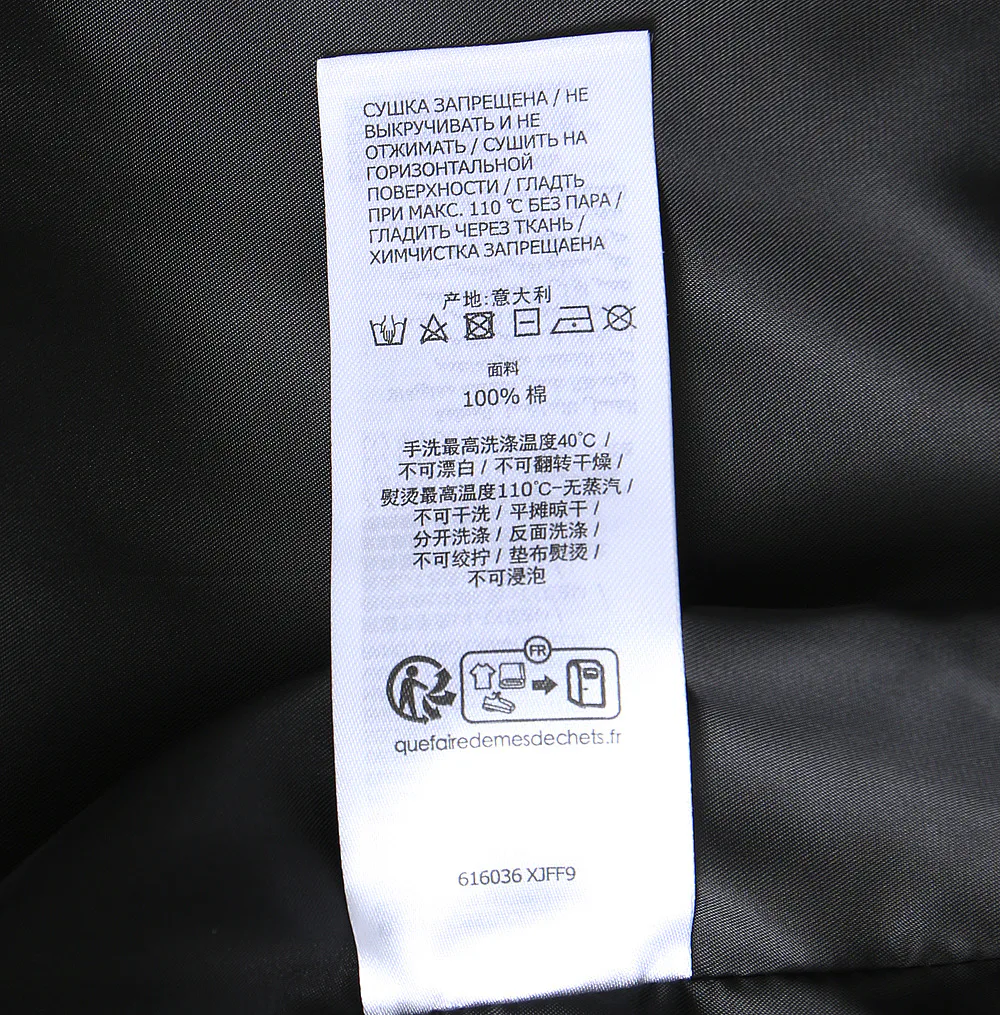 СУШКА ЗАПРЕЩЕНА / НЕ
ВЫКРУЧИВАТЬ И НЕ
ОТЖИМАТЬ / СУШИТЬ НА
ГОРИЗОНТАЛЬНОЙ
ПОВЕРХНОСТИ / ГЛАДТЬ
ПРИ МАКС. 110 ℃ БЕЗ ПАРА /
ГЛАДИТЬ ЧЕРЕЗ ТКАНЬ /
ХИМЧИСТКА ЗАПРЕЩАЕНА
产地:意大利
面料
100% 棉
手洗最高洗涤温度40℃ /
不可漂白 / 不可翻转干燥 /
熨烫最高温度110℃-无蒸汽 /
不可干洗 / 平摊晾干 /
分开洗涤 / 反面洗涤 /
不可绞拧 / 垫布熨烫 /
不可浸泡
FR
quefairedemesdechets.fr
616036 XJFF9